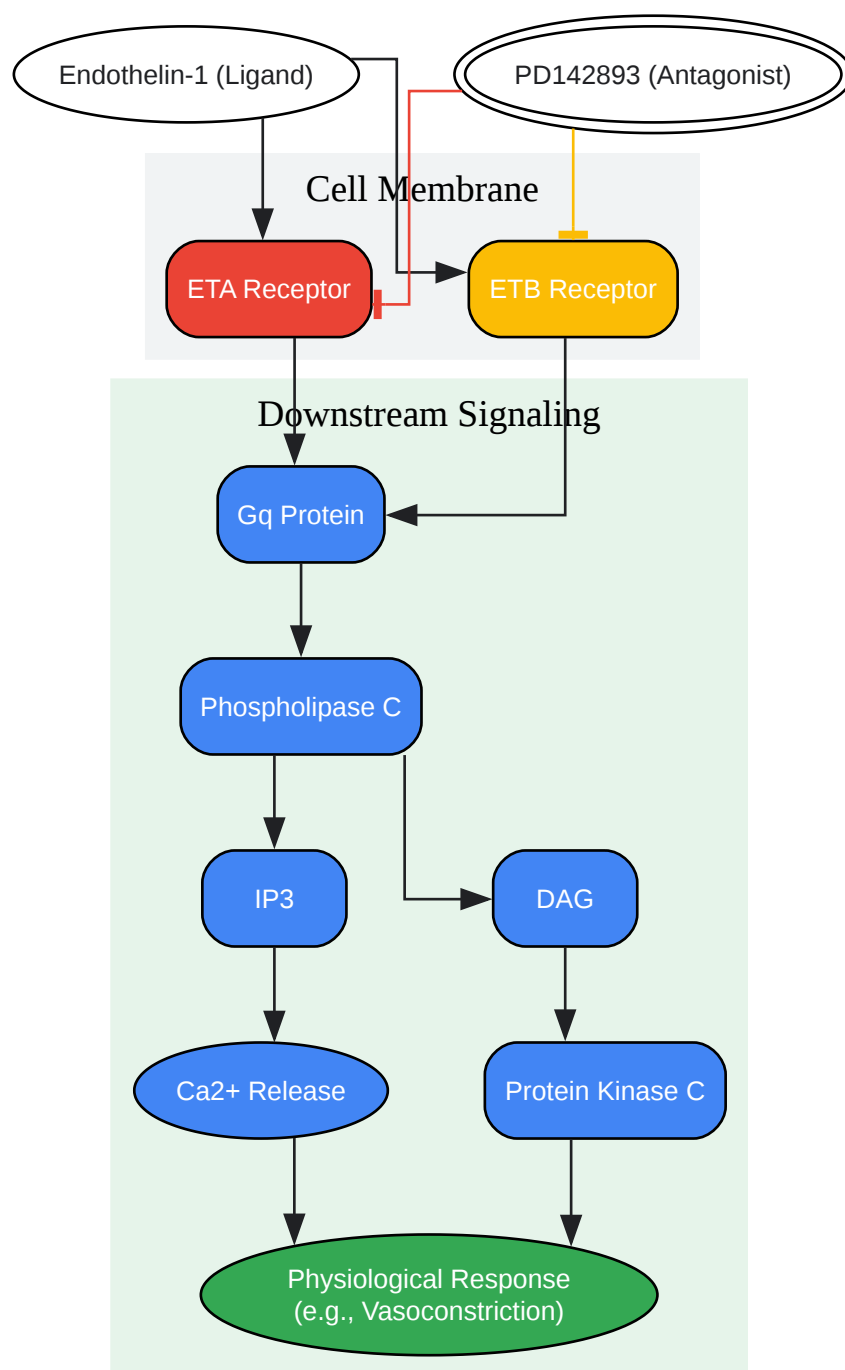 Endothelin-1 (Ligand)
PD142893 (Antagonist)
Cell Membrane
ETA Receptor
ETB Receptor
Downstream Signaling
Gq Protein
Phospholipase C
IP3
DAG
Ca2+ Release
Protein Kinase C
Physiological Response
(e.g., Vasoconstriction)